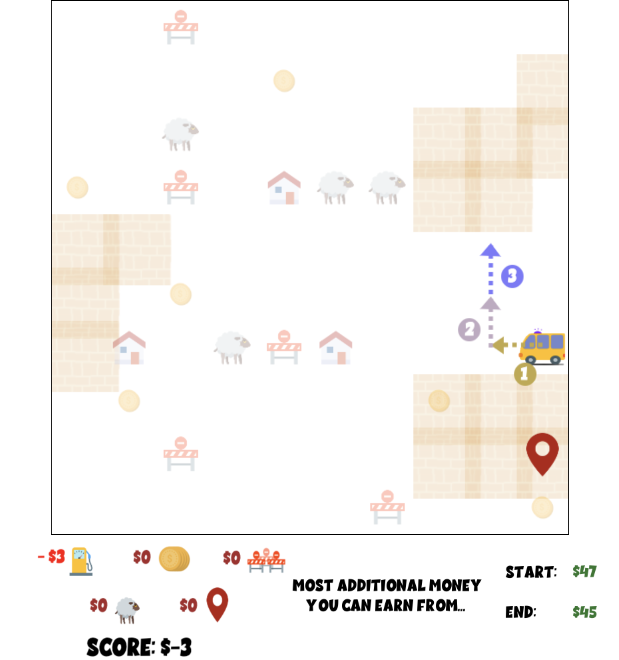 3
2
1
- $3
$0
$0
$0
$0
SCORE: $-3
MOST ADDITIONAL MONEY
YOU CAN EARN FROM...
START: $47
END: $45